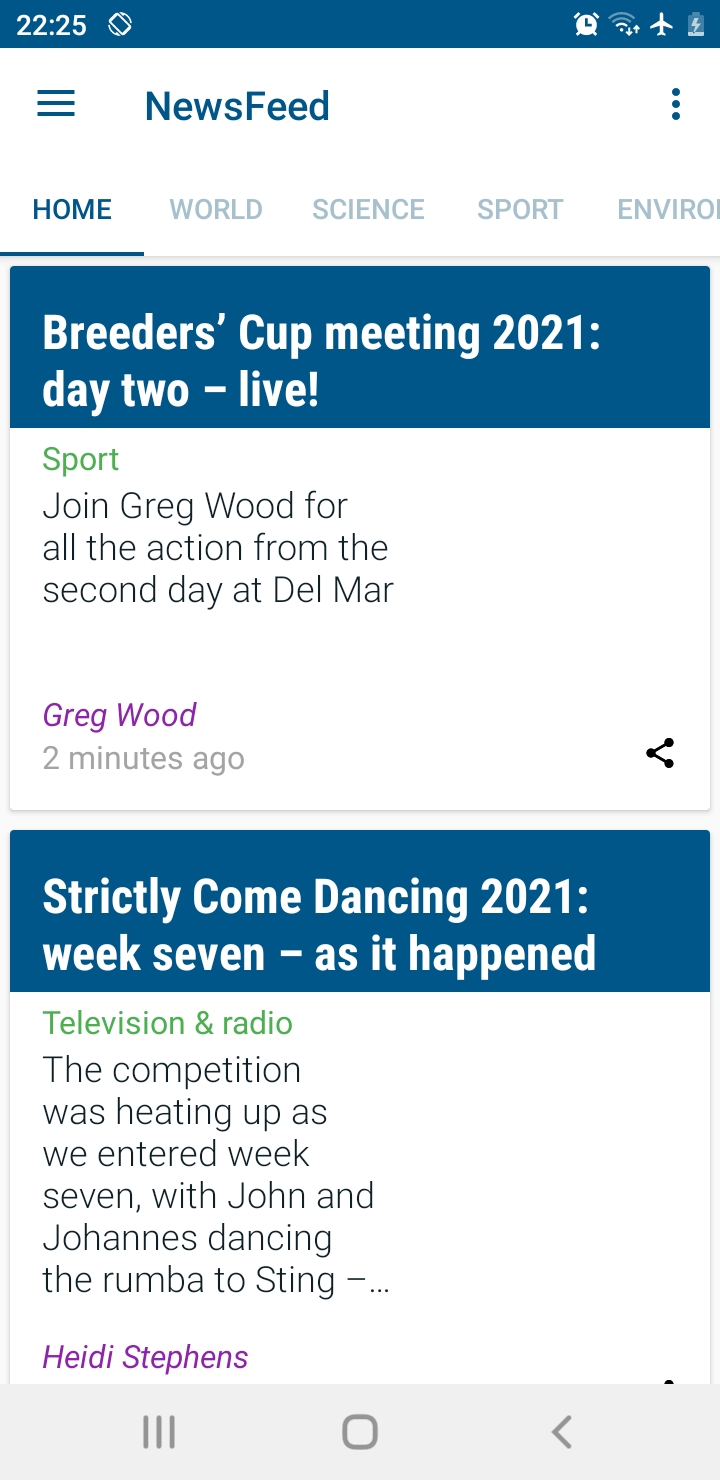 22:25
NewsFeed
HOME WORLD SCIENCE SPORT ENVIRO
Breeders’ Cup meeting 2021:
day two – live!
Sport
Join Greg Wood for
all the action from the
second day at Del Mar
Greg Wood
2 minutes ago
Strictly Come Dancing 2021:
week seven – as it happened
Television & radio
The competition
was heating up as
we entered week
seven, with John and
Johannes dancing
the rumba to Sting –...
Heidi Stephens